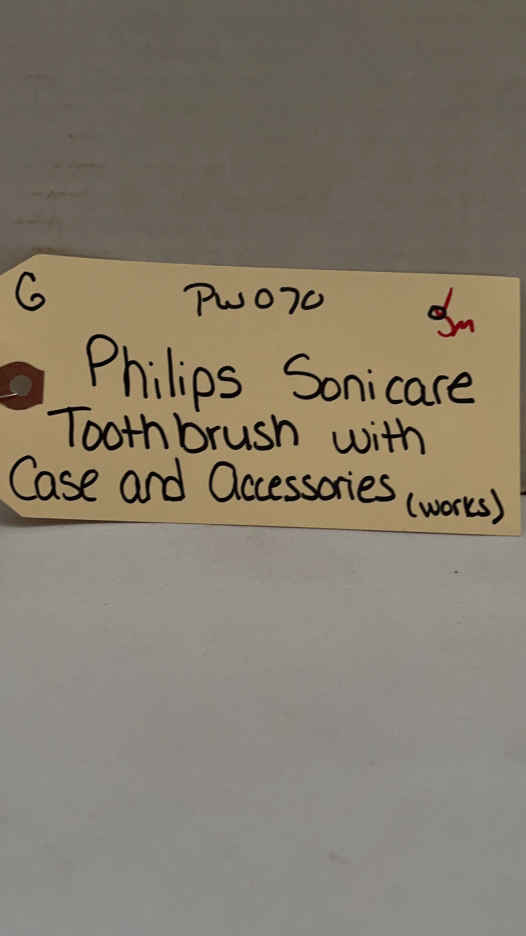 G PW070
Philips Sonicare
Toothbrush with
Case and Accessories (works)